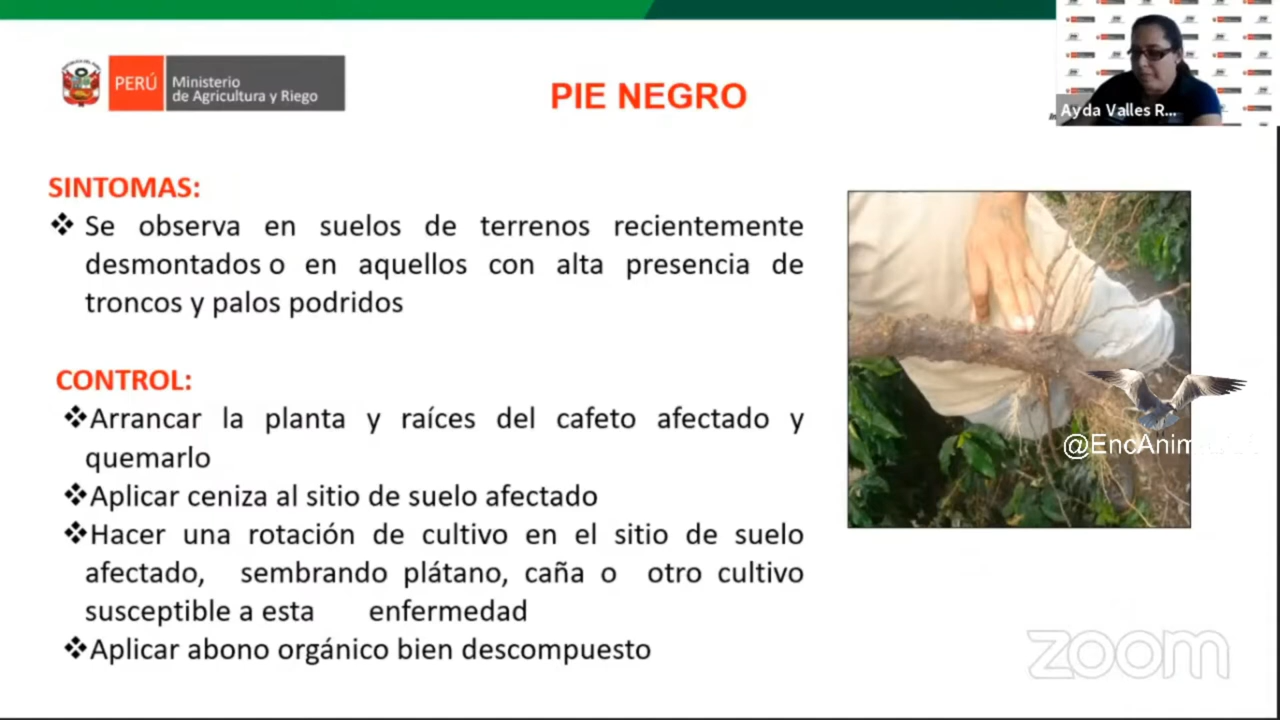 PERÚ
Ministerio
de Agricultura y Riego
PIE NEGRO
Ayda Valles R...
SINTOMAS:
❖ Se observa en suelos de terrenos recientemente
desmontados o en aquellos con alta presencia de
troncos y palos podridos
CONTROL:
❖Arrancar la planta y raíces del cafeto afectado y
quemarlo
❖Aplicar ceniza al sitio de suelo afectado
❖Hacer una rotación de cultivo en el sitio de suelo
afectado, sembrando plátano, caña o otro cultivo
susceptible a esta enfermedad
❖Aplicar abono orgánico bien descompuesto
zoom